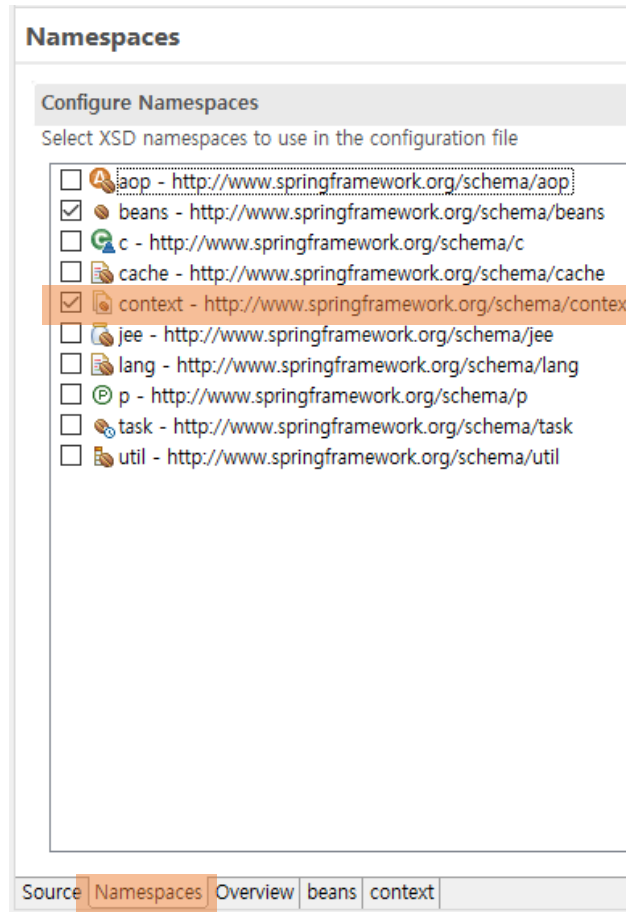 Namespaces
Configure Namespaces
Select XSD namespaces to use in the configuration file
aop - http://www.springframework.org/schema/aop
beans - http://www.springframework.org/schema/beans
c - http://www.springframework.org/schema/c
cache - http://www.springframework.org/schema/cache
context - http://www.springframework.org/schema/contex
jee - http://www.springframework.org/schema/jee
lang - http://www.springframework.org/schema/lang
p - http://www.springframework.org/schema/p
task - http://www.springframework.org/schema/task
util - http://www.springframework.org/schema/util
Source Namespaces Overview beans context